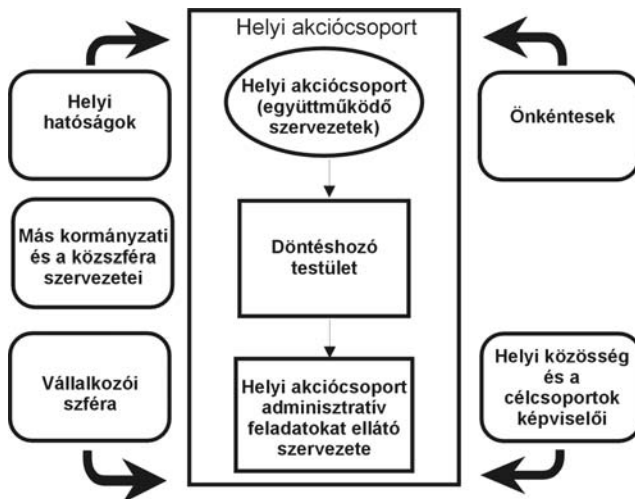 Helyi akciócsoport
Helyi
hatóságok
Más kormányzati
és a közszféra
szervezetei
Vállalkozói
szféra
Helyi akciócsoport
(együttműködő
szervezetek)
Döntéshozó
testület
Helyi akciócsoport
adminisztratív
feladatokat ellátó
szervezete
Önkéntesek
Helyi közösség
és a
célcsoportok
képviselői